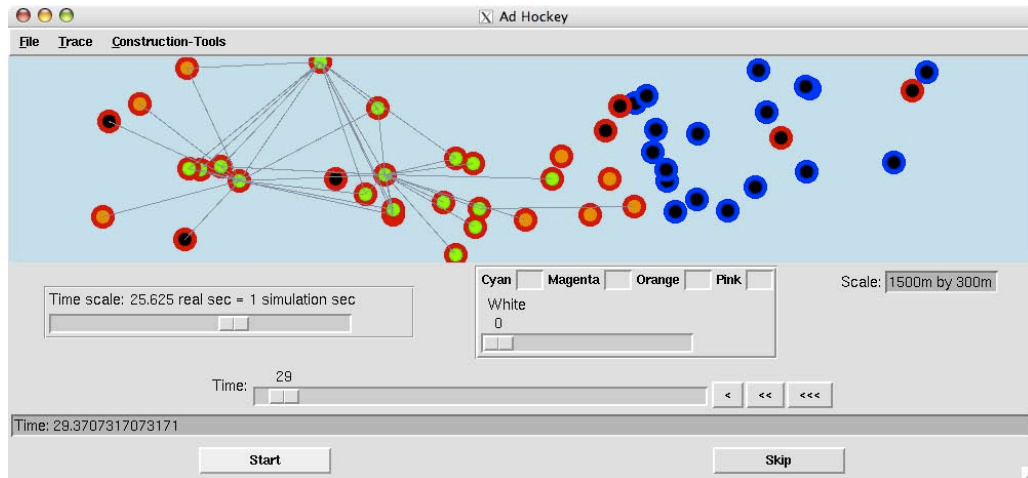 Ad Hockey
File Trace Construction-Tools
Cyan Magenta Orange Pink
Scale: 1500m by 300m
Time scale: 25.625 real sec = 1 simulation sec
White
0
29
Time: < << <<<
Time: 29.3707317073171
Start Skip